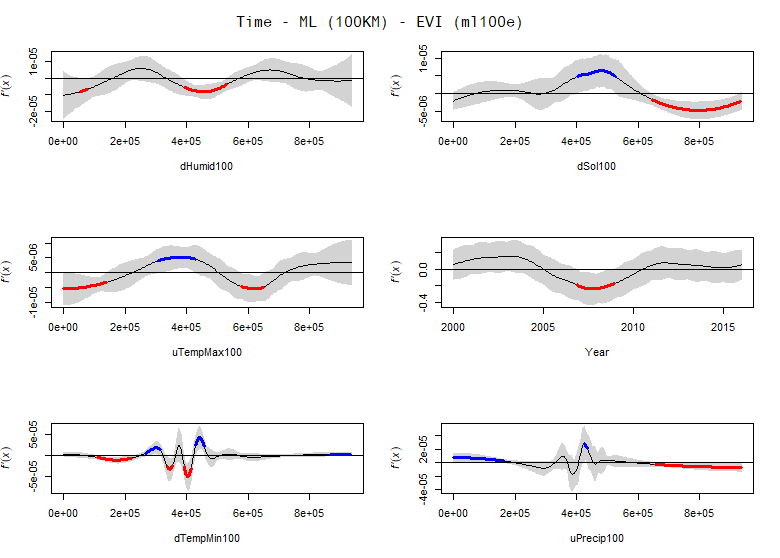 Time - ML (100KM) - EVI (ml100e)
f'(x)
-2e-05 1e-05
0e+00 2e+05 4e+05 6e+05 8e+05
dHumid100
f'(x)
-5e-06 1e-05
0e+00 2e+05 4e+05 6e+05 8e+05
dSol100
f'(x)
-1e-05 5e-06
0e+00 2e+05 4e+05 6e+05 8e+05
uTempMax100
f'(x)
-0.4 0.0
2000 2005 2010 2015
Year
f'(x)
-5e-05 5e-05
0e+00 2e+05 4e+05 6e+05 8e+05
dTempMin100
f'(x)
-4e-05 2e-05
0e+00 2e+05 4e+05 6e+05 8e+05
uPrecip100